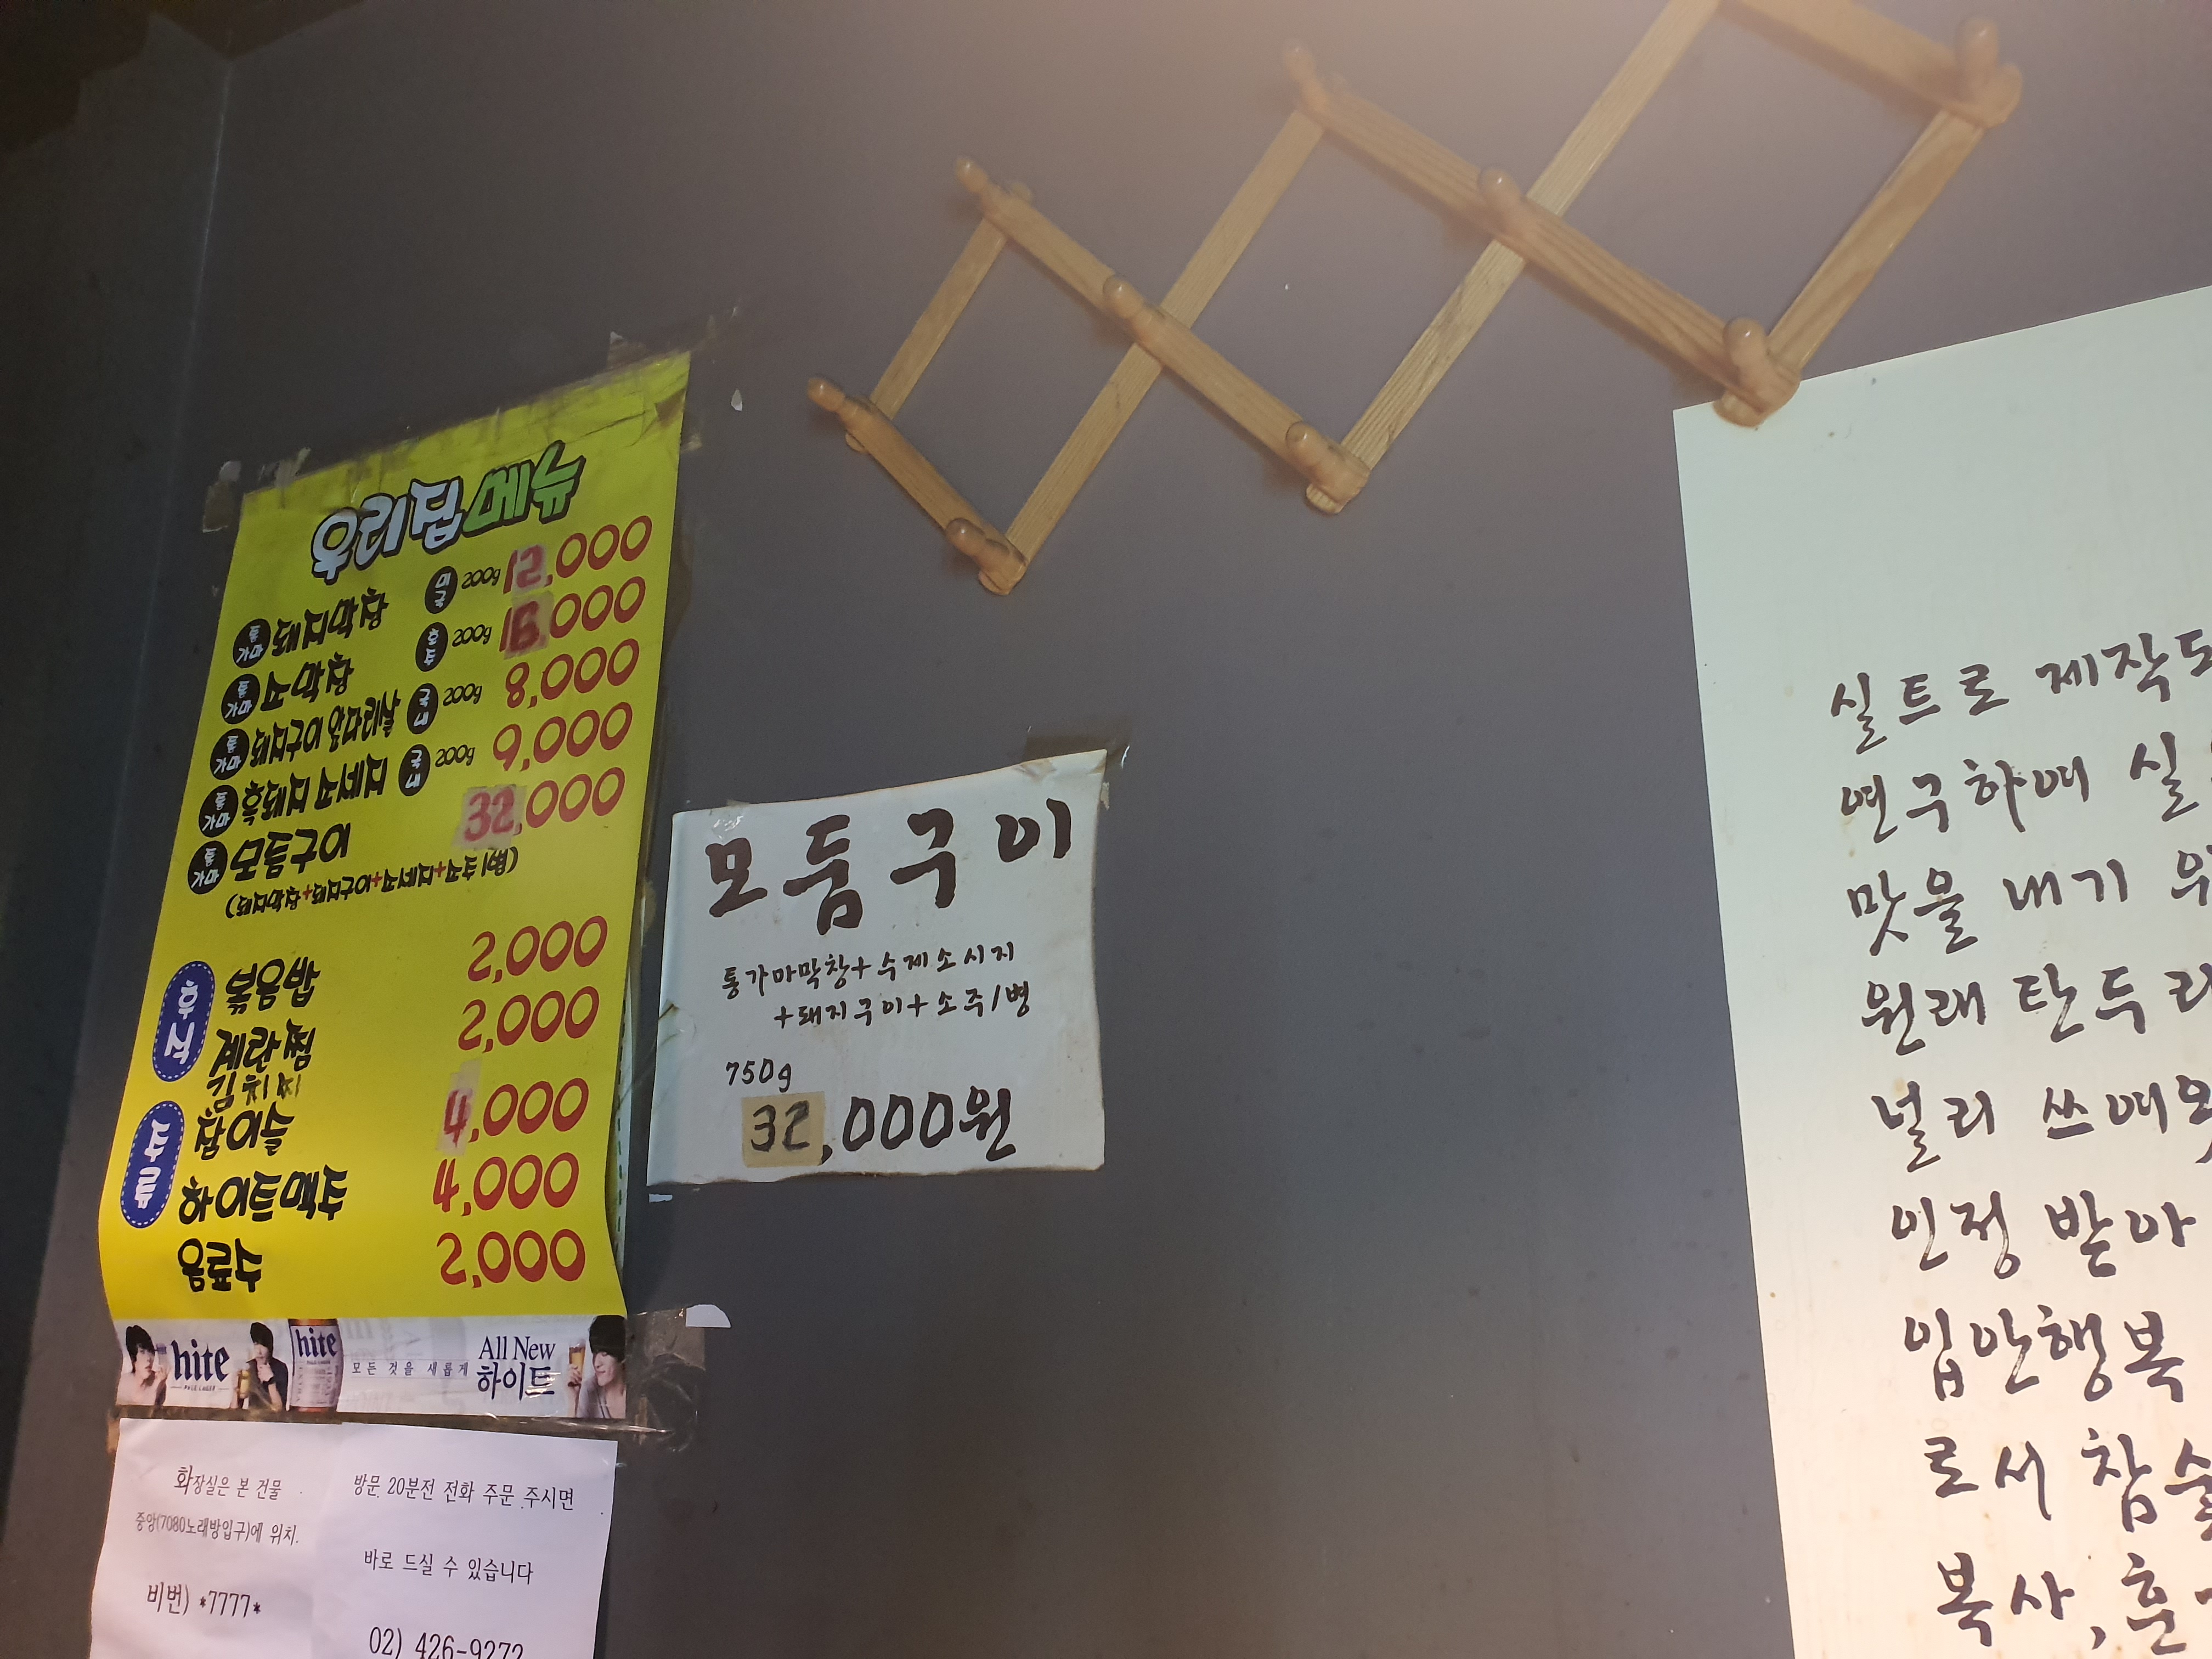 우리집메뉴
통가마 돼지막창 미국 200g 12,000
통가마 소막창 호주 200g 16,000
통가마 돼지구이 앞다리살 국내 200g 8,000
통가마 흑돼지 소세지 국내 200g 9,000
통가마 모듬구이 32,000
(돼지막창+돼지구이+소세지+소주1병)
후식
볶음밥 2,000
계란찜 2,000
김치찌
주류
참이슬 4,000
하이트맥주 4,000
음료수 2,000
hite
PALE LAGER
hite
모든 것을 새롭게
All New
하이트
모둠구이
통가마막창+수제소시지
+돼지구이+소주1병
750g
32,000원
화장실은 본 건물
중앙(7080노래방입구)에 위치.
비번) *7777*
방문 20분전 전화 주문 주시면
바로 드실 수 있습니다
02) 426-9272
실트로 제작되
연구하여 실
맛을 내기 위
원래 탄두리
널리 쓰여왔
인정 받아
입안행복
로서 참숯
복사, 훈